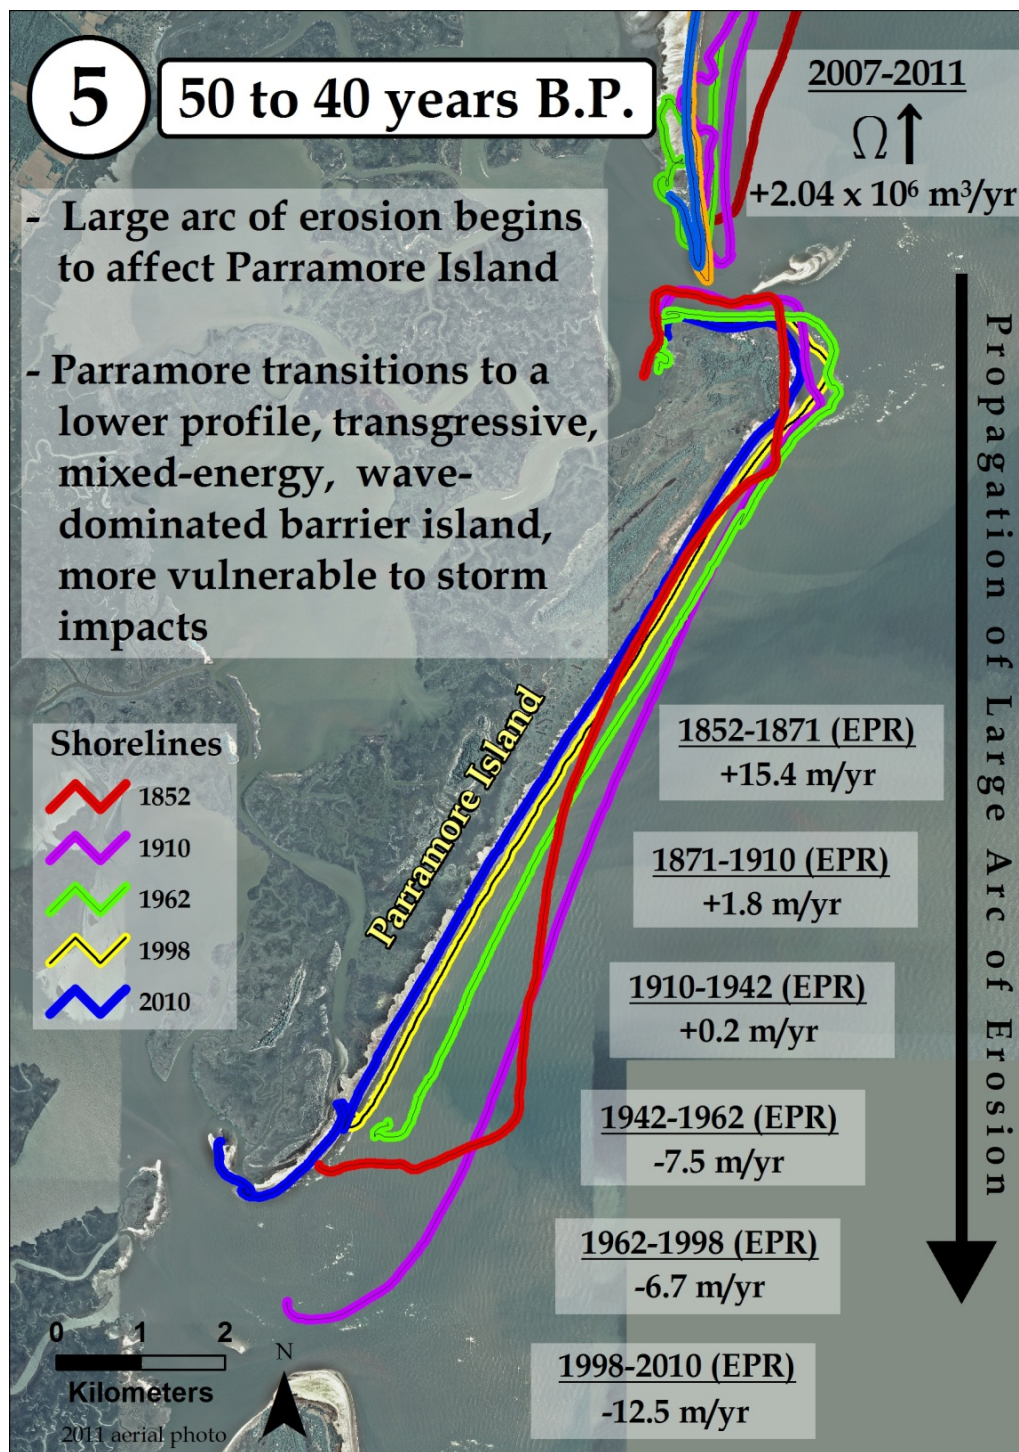 5
50 to 40 years B.P.
2007-2011
Ω↑
+2.04 x 10⁶ m³/yr
- Large arc of erosion begins
to affect Parramore Island
- Parramore transitions to a
lower profile, transgressive,
mixed-energy, wave-
dominated barrier island,
more vulnerable to storm
impacts
Propagation of Large Arc of Erosion
Shorelines
1852
1910
1962
1998
2010
Parramore Island
1852-1871 (EPR)
+15.4 m/yr
1871-1910 (EPR)
+1.8 m/yr
1910-1942 (EPR)
+0.2 m/yr
1942-1962 (EPR)
-7.5 m/yr
1962-1998 (EPR)
-6.7 m/yr
1998-2010 (EPR)
-12.5 m/yr
0 1 2
Kilometers
2011 aerial photo
N